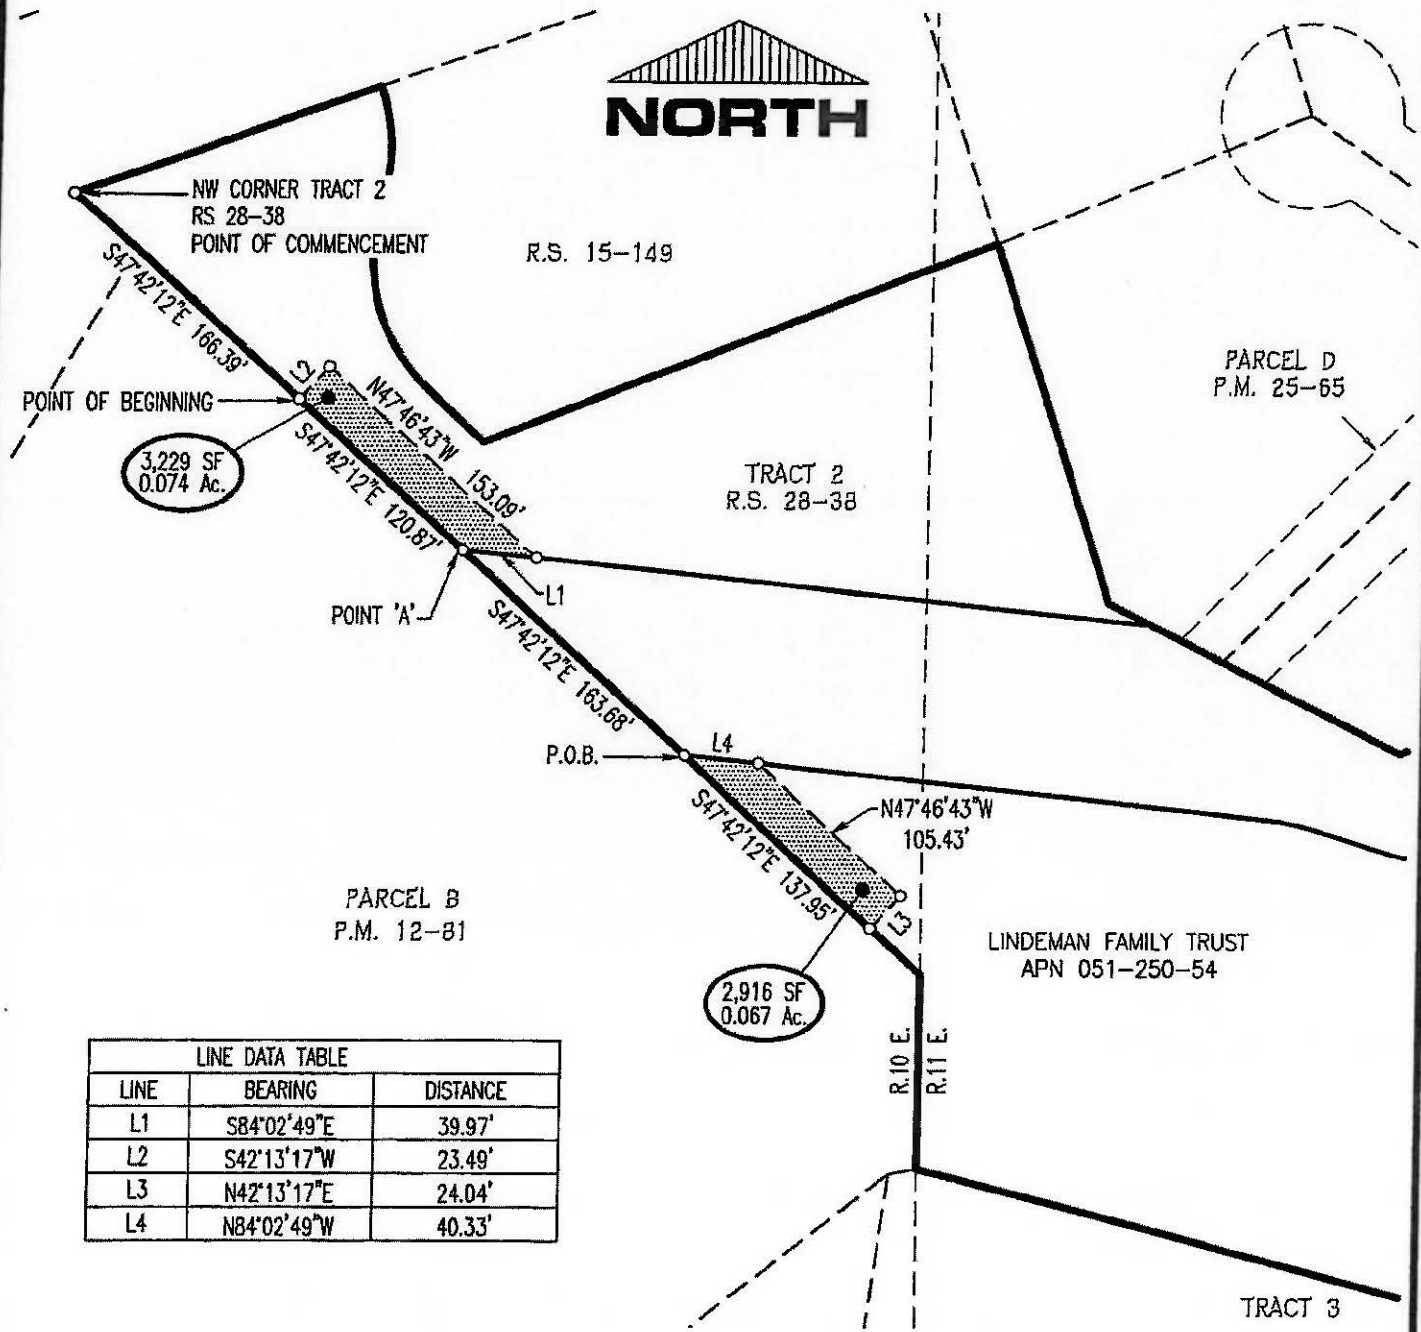 NORTH
NW CORNER TRACT 2
RS 28-38
POINT OF COMMENCEMENT
R.S. 15-149
S47°42'12"E 166.39'
PARCEL D
P.M. 25-65
L2
N47°46'43"W 153.09'
POINT OF BEGINNING
S47°42'12"E 120.87'
3,229 SF
0.074 Ac.
TRACT 2
R.S. 28-38
L1
POINT 'A'
S47°42'12"E 163.68'
L4
P.O.B.
S47°42'12"E 137.95'
N47°46'43"W
105.43'
PARCEL B
P.M. 12-81
L3
LINDEMAN FAMILY TRUST
APN 051-250-54
2,916 SF
0.067 Ac.
R.10 E.
R.11 E.
LINE DATA TABLE
LINE BEARING DISTANCE
L1 S84°02'49"E 39.97'
L2 S42°13'17"W 23.49'
L3 N42°13'17"E 24.04'
L4 N84°02'49"W 40.33'
TRACT 3